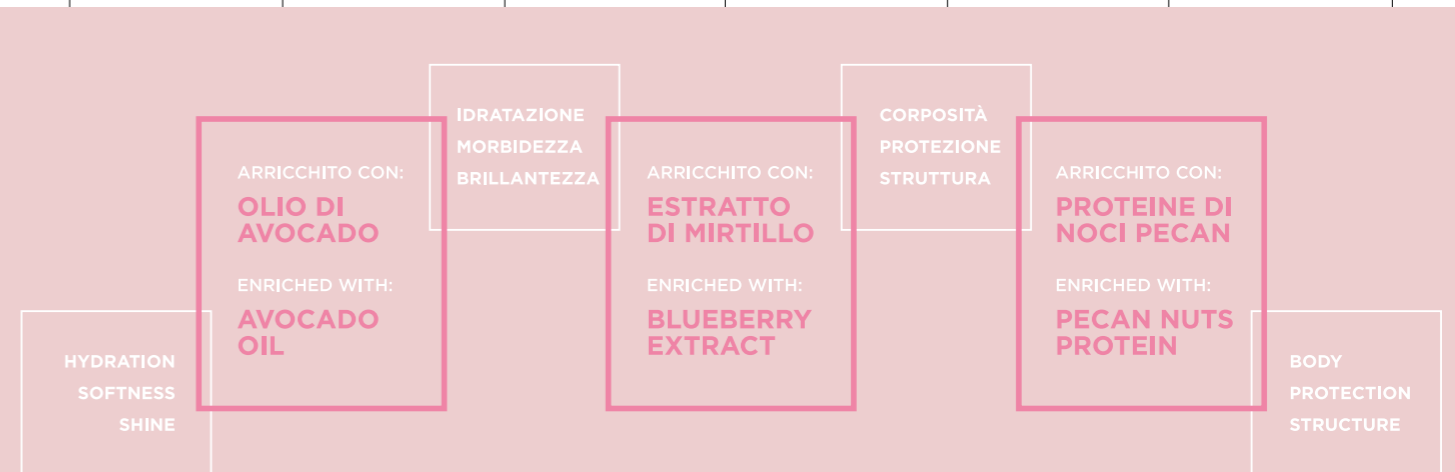 HYDRATION
SOFTNESS
SHINE
ARRICCHITO CON:
OLIO DI
AVOCADO
ENRICHED WITH:
AVOCADO
OIL
IDRATAZIONE
MORBIDEZZA
BRILLANTEZZA
ARRICCHITO CON:
ESTRATTO
DI MIRTILLO
ENRICHED WITH:
BLUEBERRY
EXTRACT
CORPOSITÀ
PROTEZIONE
STRUTTURA
ARRICCHITO CON:
PROTEINE DI
NOCI PECAN
ENRICHED WITH:
PECAN NUTS
PROTEIN
BODY
PROTECTION
STRUCTURE